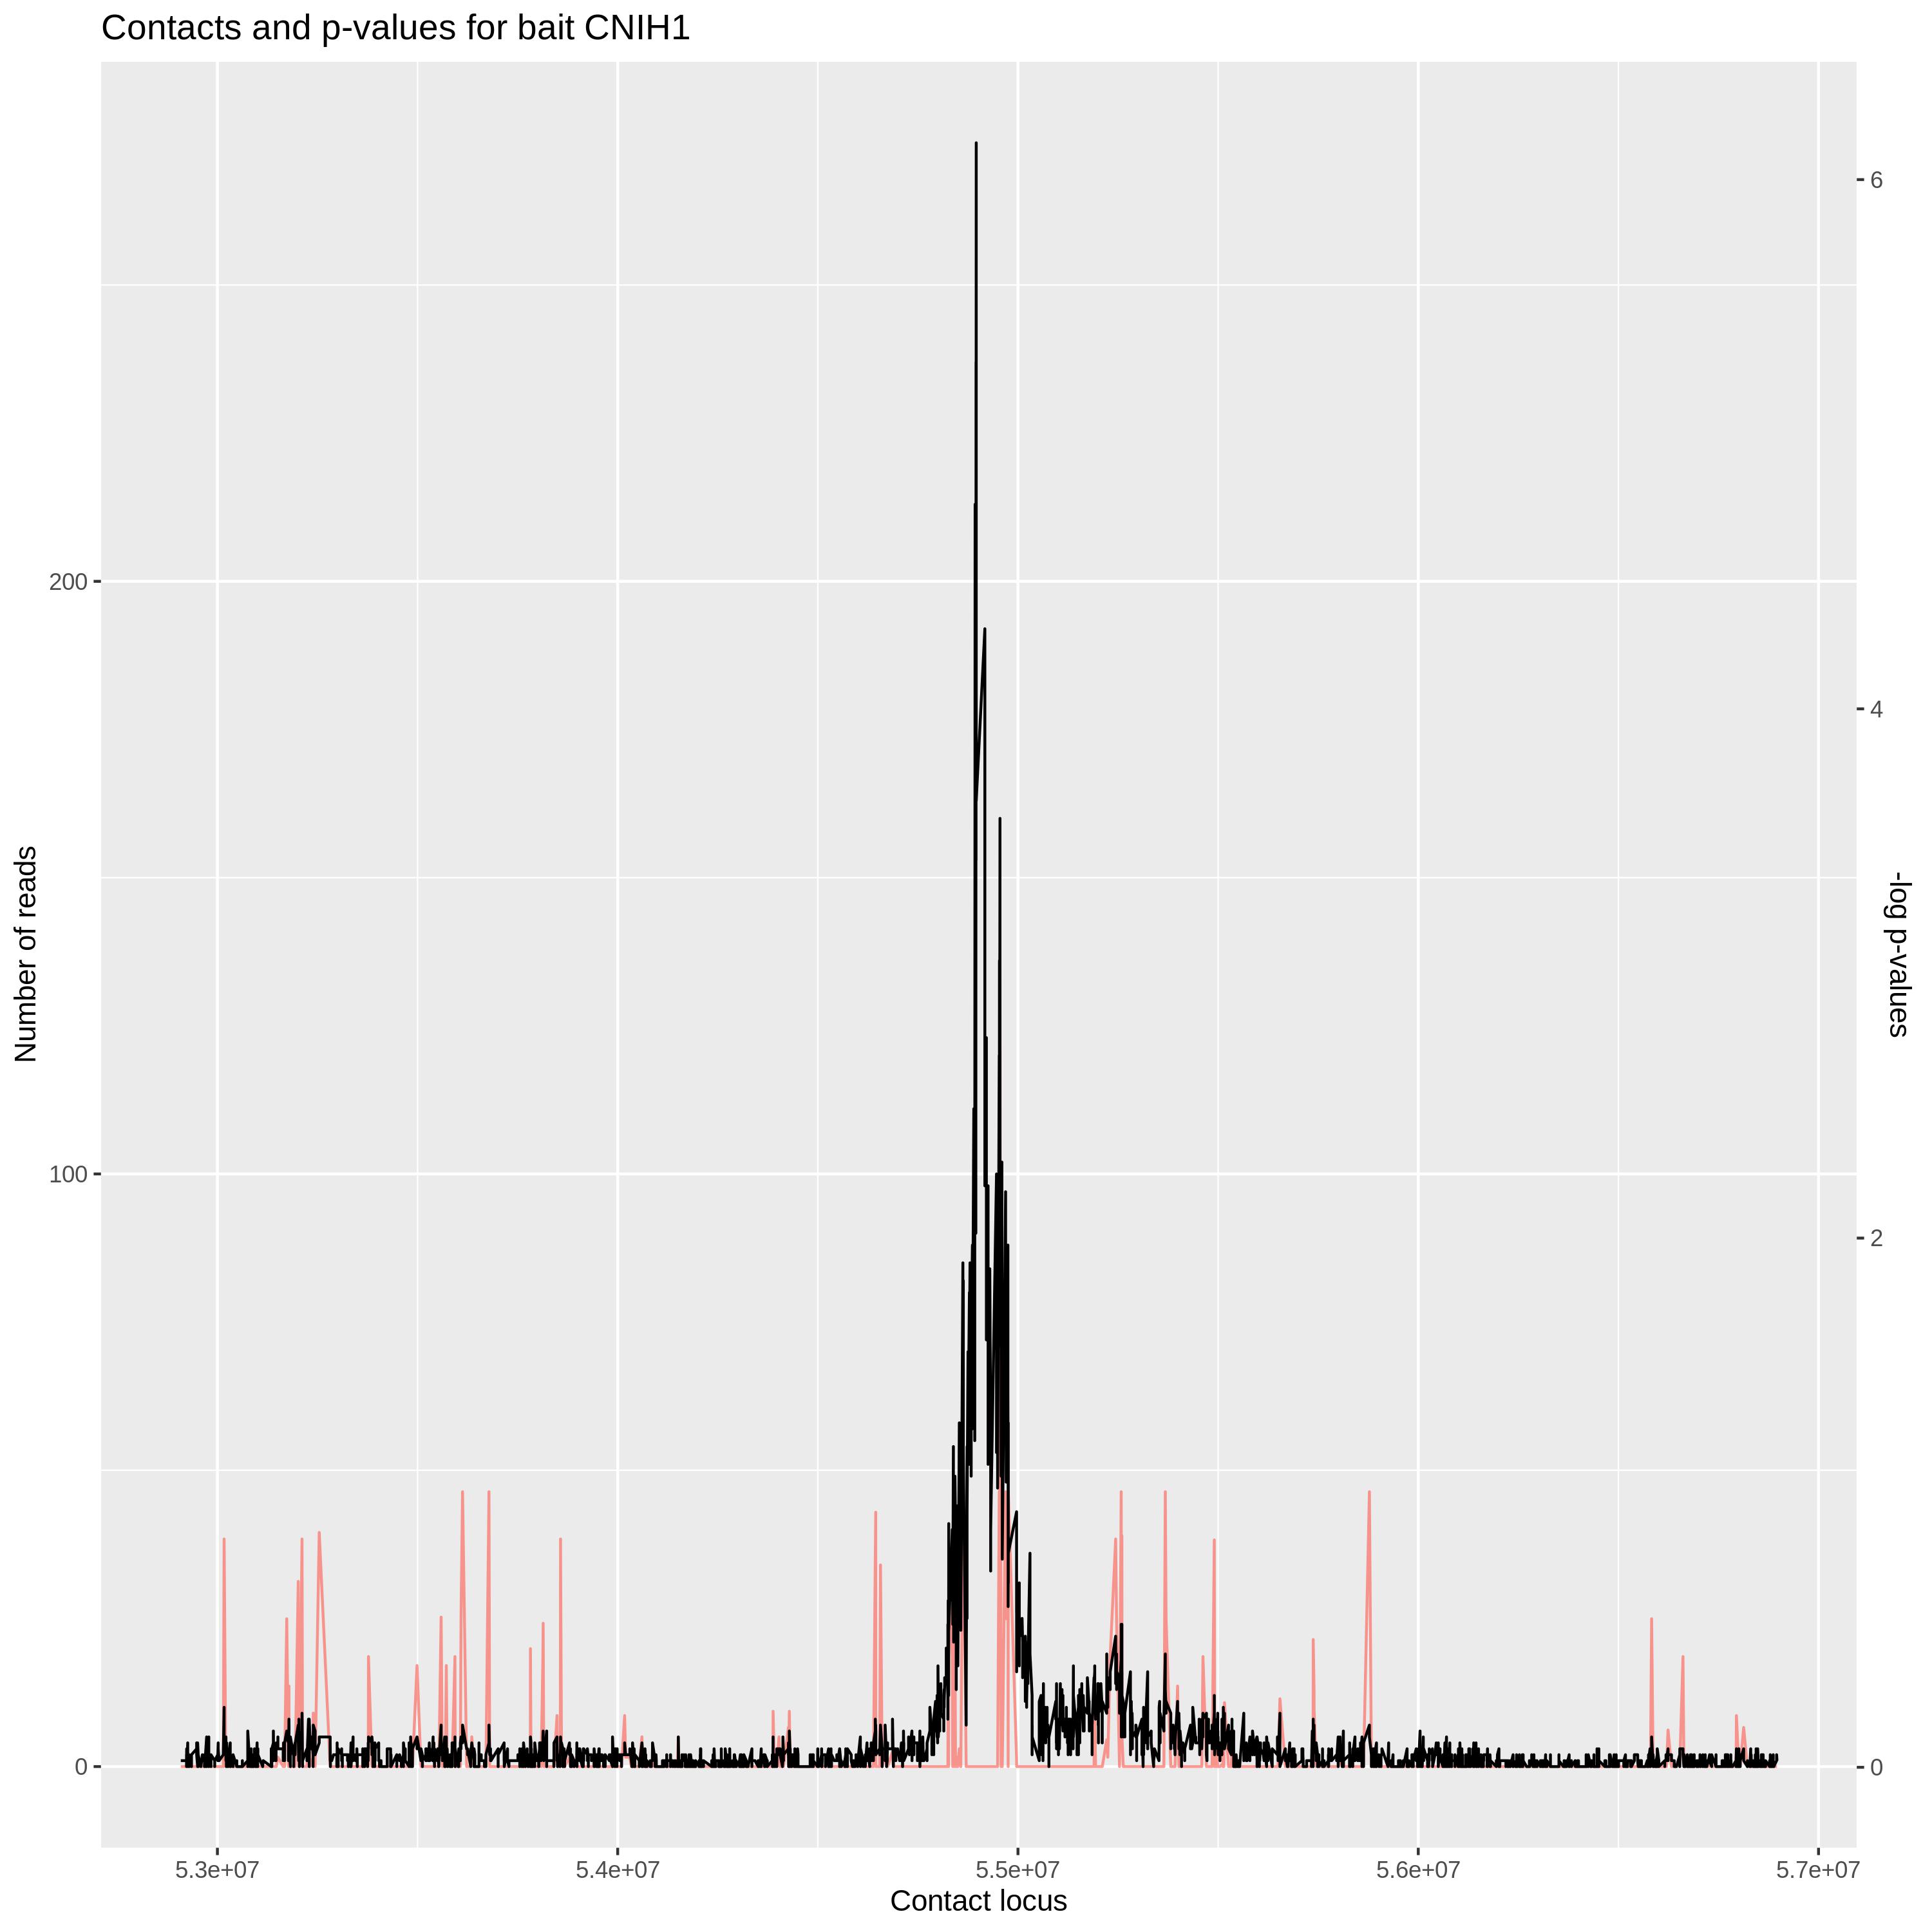 Contacts and p-values for bait CNIH1
Number of reads
200
100
0
6
4
2
0
-log p-values
5.3e+07
5.4e+07
5.5e+07
5.6e+07
5.7e+07
Contact locus